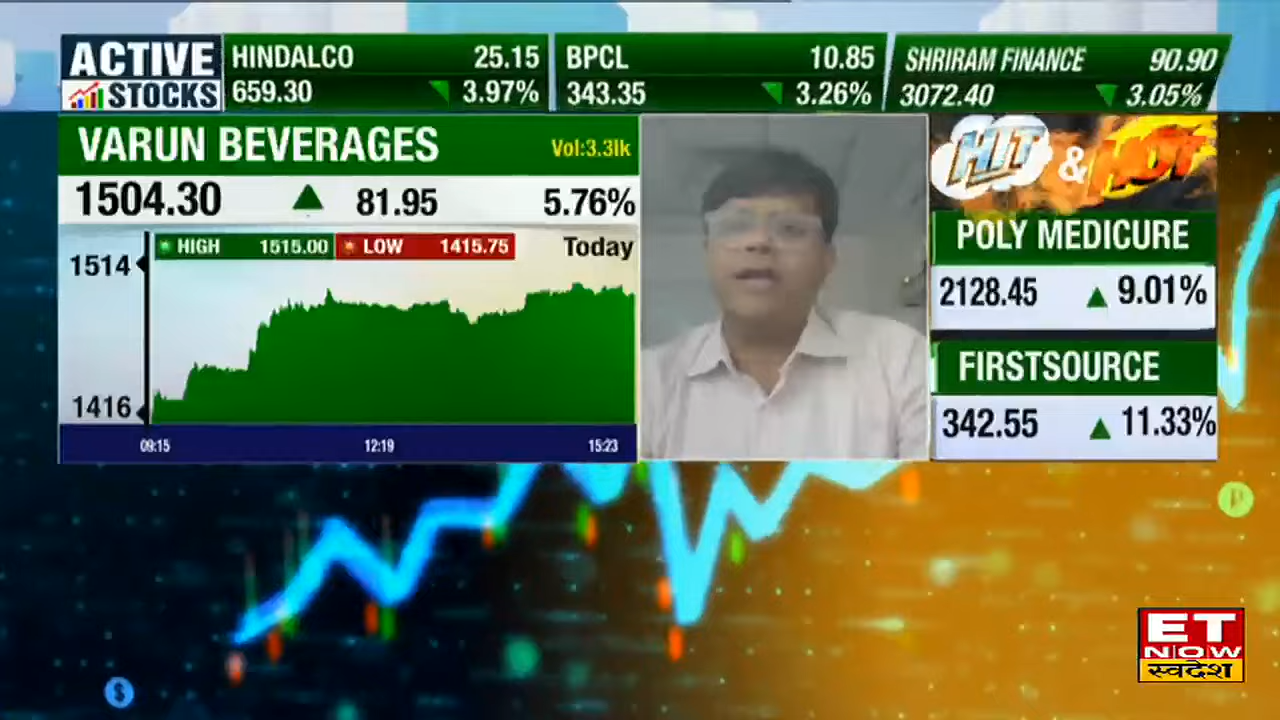 ACTIVE
STOCKS
HINDALCO 25.15
659.30 3.97%
BPCL 10.85
343.35 3.26%
SHRIRAM FINANCE 90.90
3072.40 3.05%
VARUN BEVERAGES Vol:3.3lk
1504.30 81.95 5.76%
HIGH 1515.00 LOW 1415.75 Today
1514
1416
09:15 12:19 15:23
HIT & HOT
POLY MEDICURE
2128.45 9.01%
FIRSTSOURCE
342.55 11.33%
ET
NOW
स्वदेश